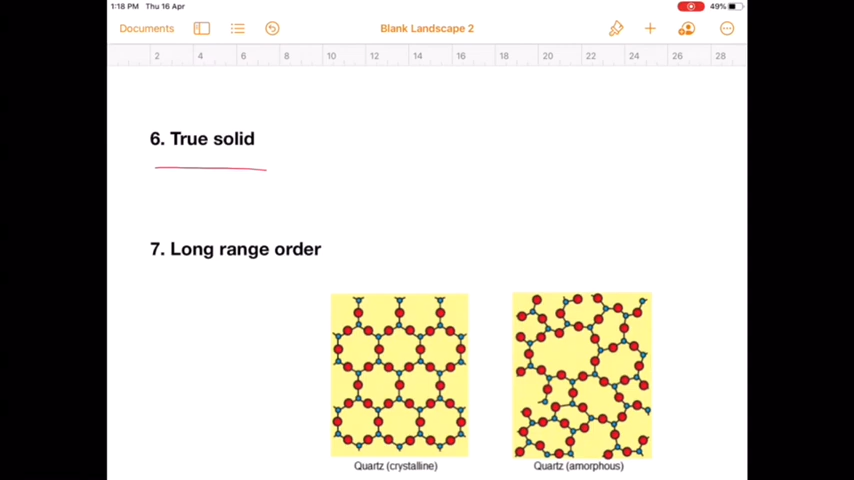 1:18 PM Thu 16 Apr 49%
Documents Blank Landscape 2
2 4 6 8 10 12 14 16 18 20 22 24 26 28
6. True solid
7. Long range order
Quartz (crystalline) Quartz (amorphous)